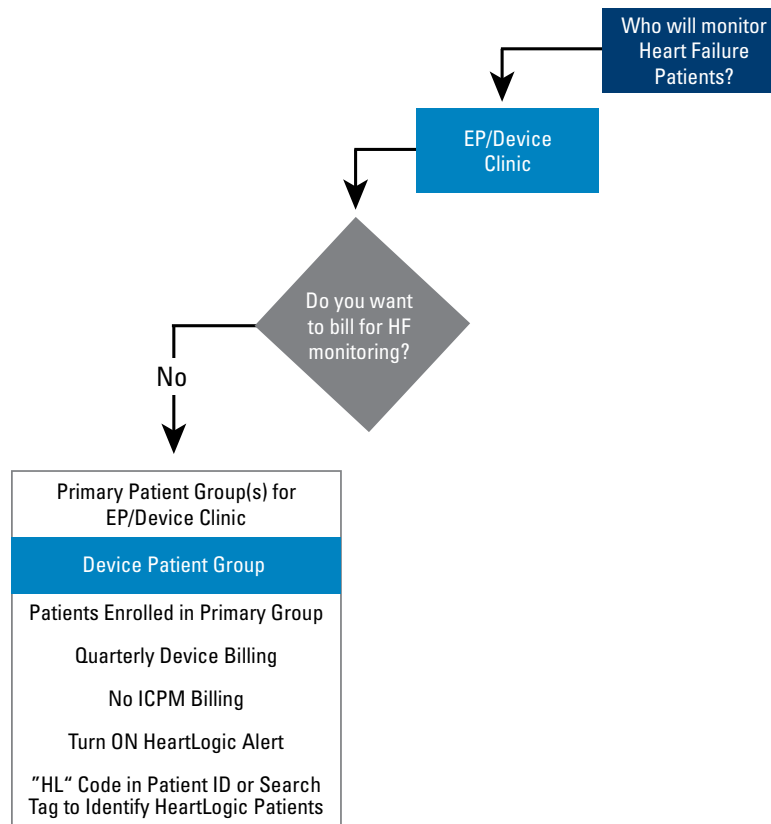 Who will monitor
Heart Failure
Patients?
EP/Device
Clinic
Do you want
to bill for HF
monitoring?
No
Primary Patient Group(s) for
EP/Device Clinic
Device Patient Group
Patients Enrolled in Primary Group
Quarterly Device Billing
No ICPM Billing
Turn ON HeartLogic Alert
”HL“ Code in Patient ID or Search
Tag to Identify HeartLogic Patients